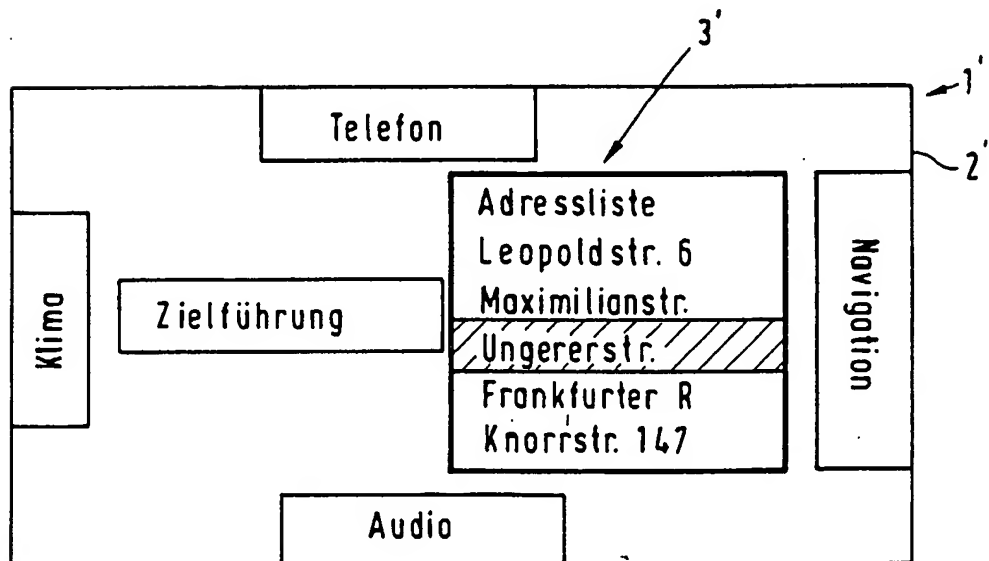 3'
1'
Telefon
2'
Adressliste
Leopoldstr. 6
Maximilianstr.
Navigation
Klima
Zielführung
Ungererstr.
Frankfurter R
Knorrstr. 147
Audio